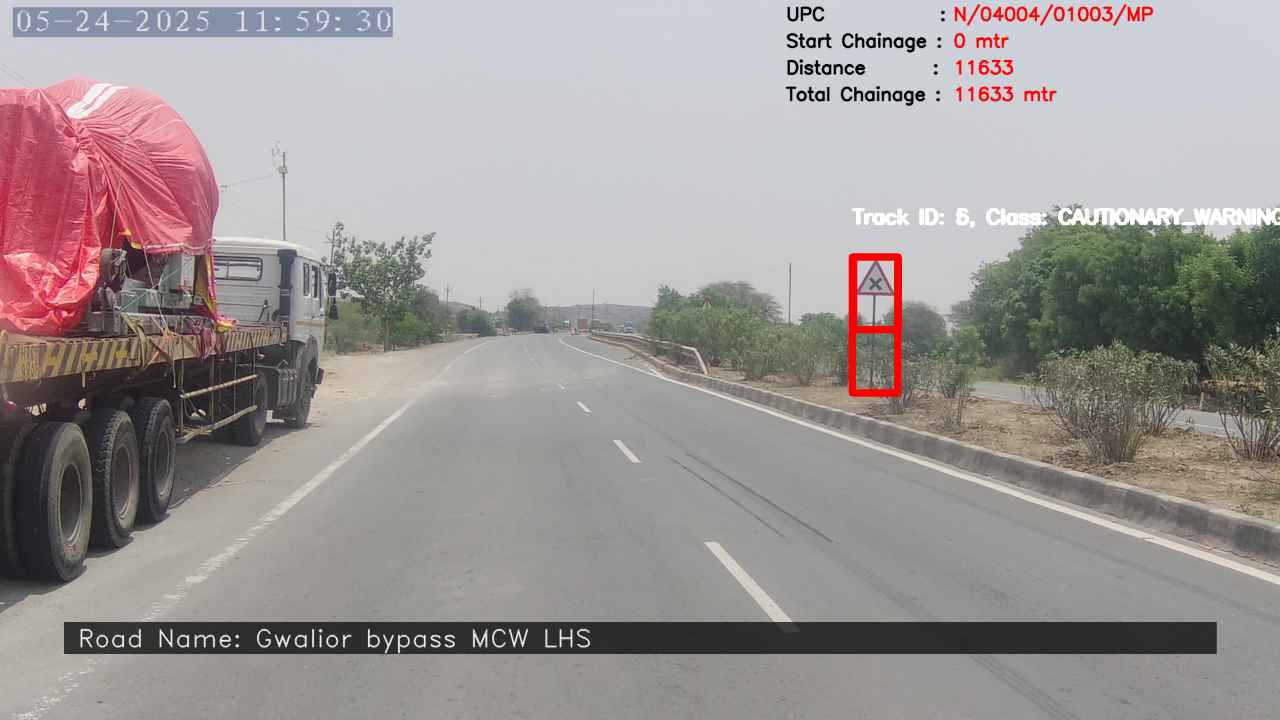 05-24-2025 11:59:30
UPC : N/04004/01003/MP
Start Chainage : 0 mtr
Distance : 11633
Total Chainage : 11633 mtr
Track ID: 5, Class: CAUTIONARY_WARNING
Road Name: Gwalior bypass MCW LHS